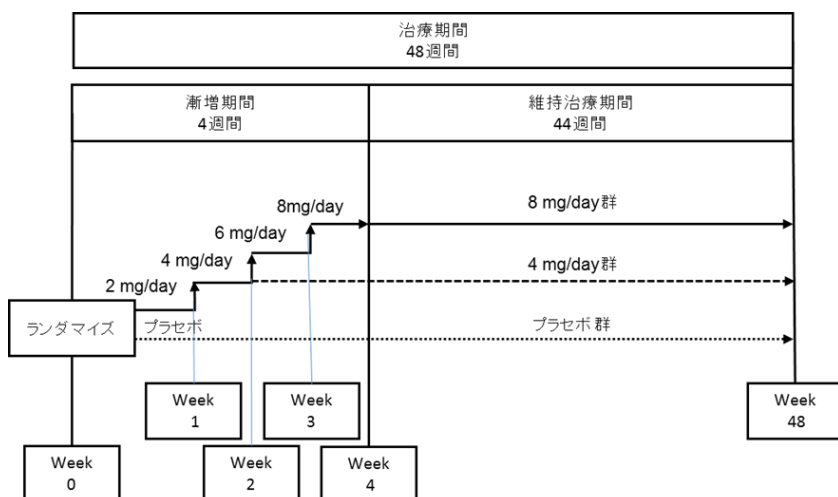 治療期間
48週間
漸増期間
4週間
維持治療期間
44週間
8mg/day
8 mg/day群
6 mg/day
4 mg/day
4 mg/day群
2 mg/day
ランダマイズ
プラセボ
プラセボ群
Week
1
Week
3
Week
48
Week
0
Week
2
Week
4